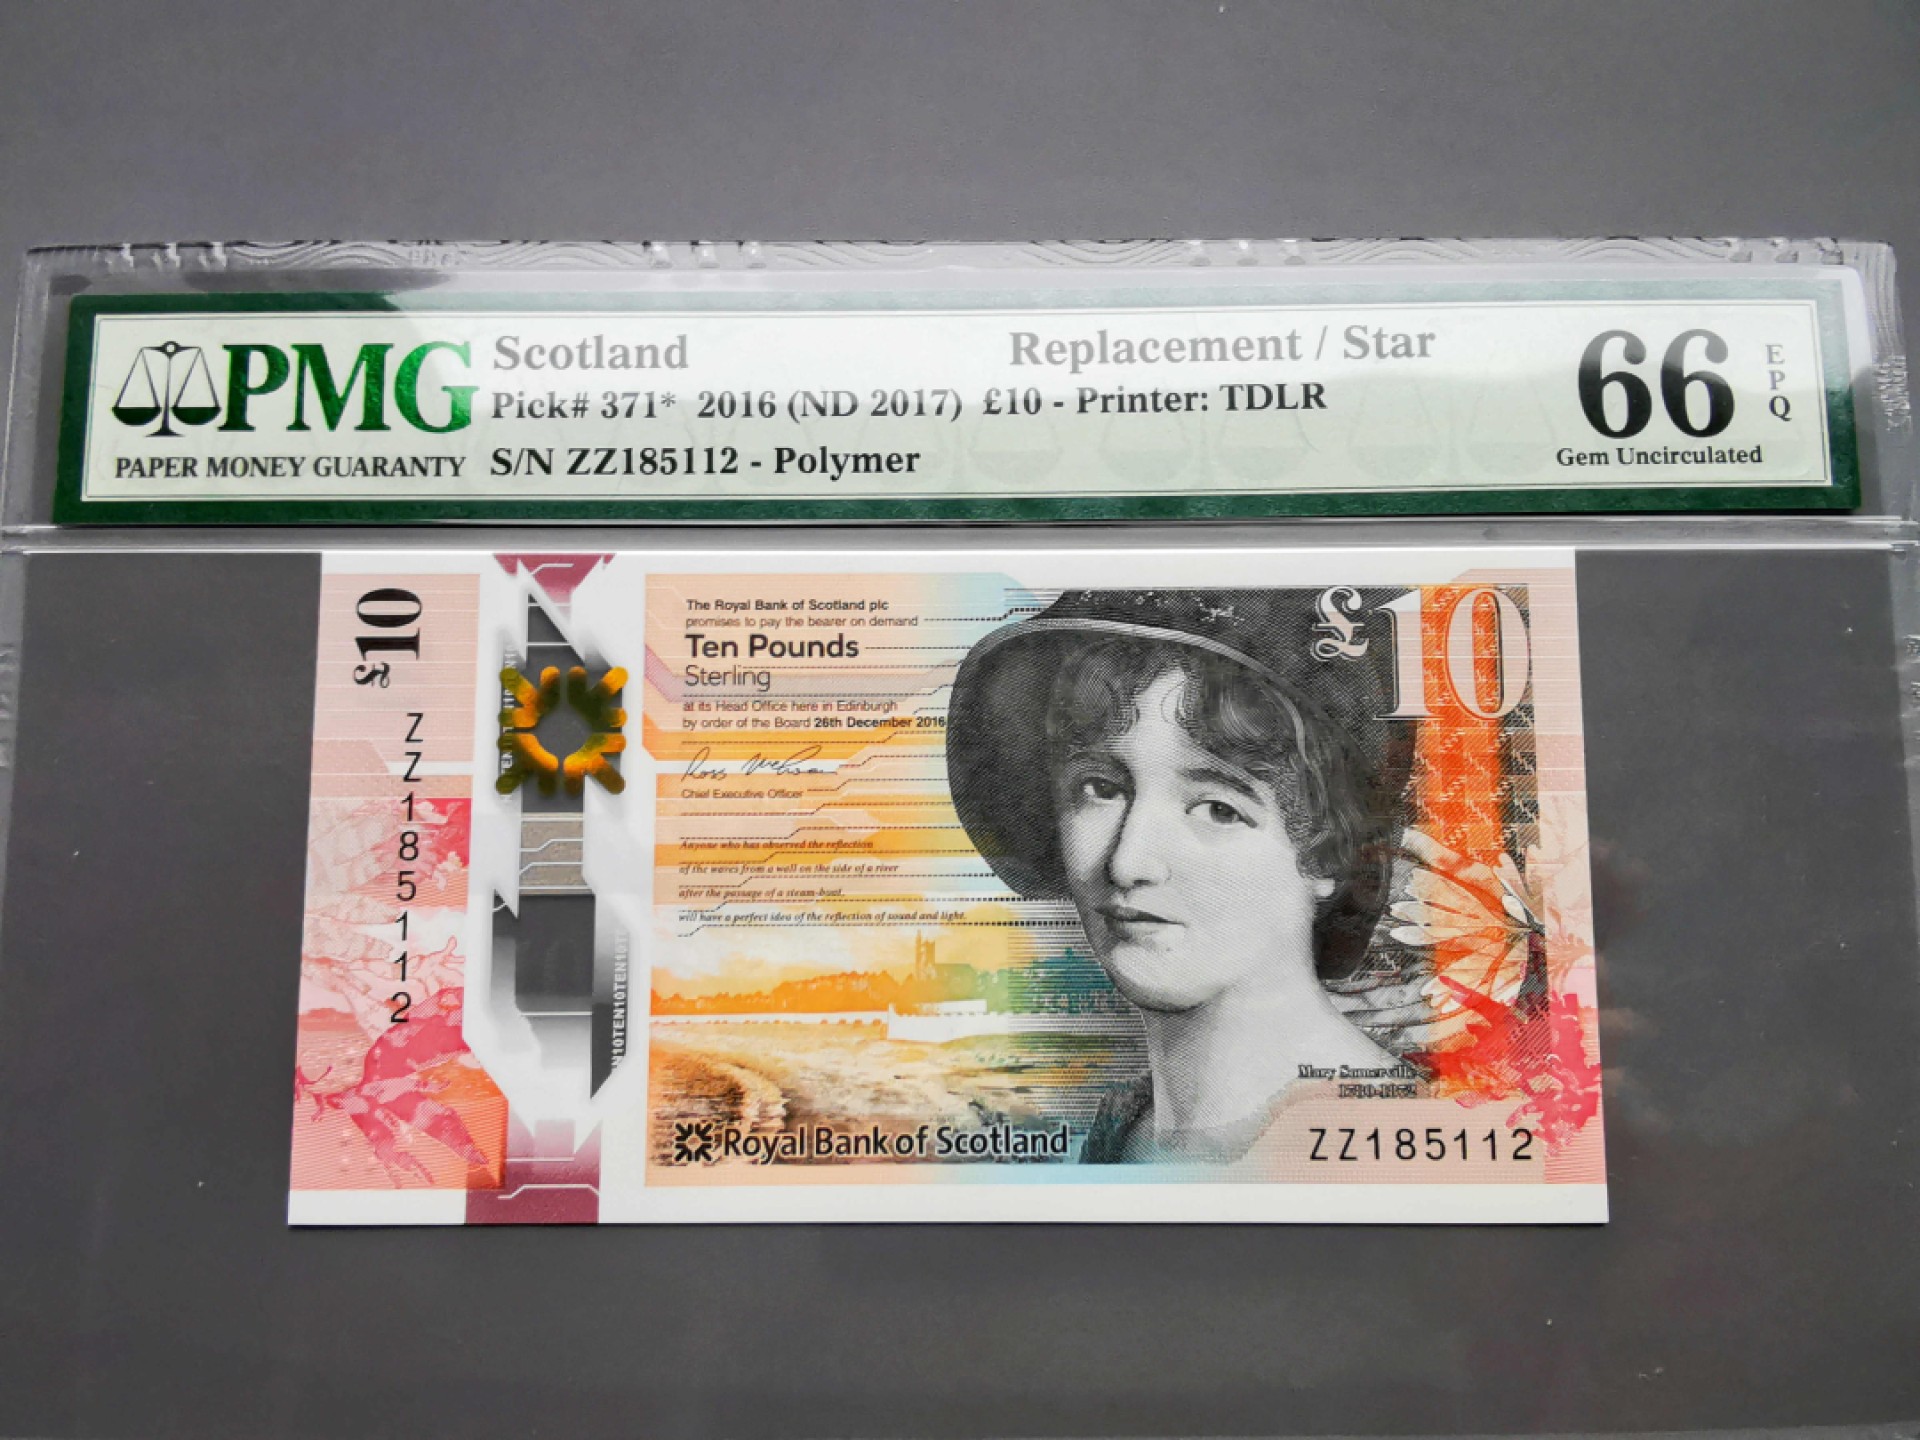 PMG
PAPER MONEY GUARANTY
Scotland
Replacement / Star
Pick# 371* 2016 (ND 2017) £10 - Printer: TDLR
S/N ZZ185112 - Polymer
66
EPQ
Gem Uncirculated
£10
ZZ185112
The Royal Bank of Scotland plc
promises to pay the bearer on demand
Ten Pounds
Sterling
at its Head Office here in Edinburgh
by order of the Board 26th December 2016
Ross McEwan
Chief Executive Officer
Anyone who has observed the reflection
of the waves from a wall on the side of a river
after the passage of a steam-boat,
will have a perfect idea of the reflection of sound and light.
£10
Mary Somerville
1780-1872
Royal Bank of Scotland
ZZ185112
10TEN10TEN10TEN10